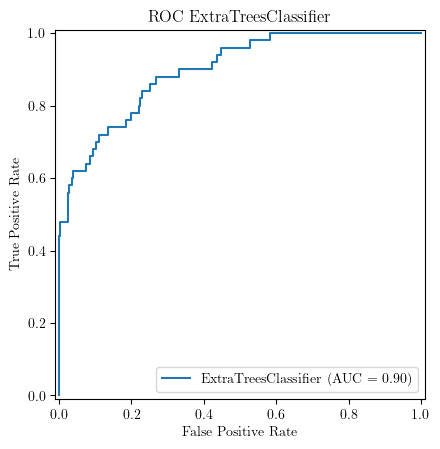 ROC ExtraTreesClassifier
True Positive Rate
1.0
0.8
0.6
0.4
0.2
0.0
ExtraTreesClassifier (AUC = 0.90)
0.0 0.2 0.4 0.6 0.8 1.0
False Positive Rate